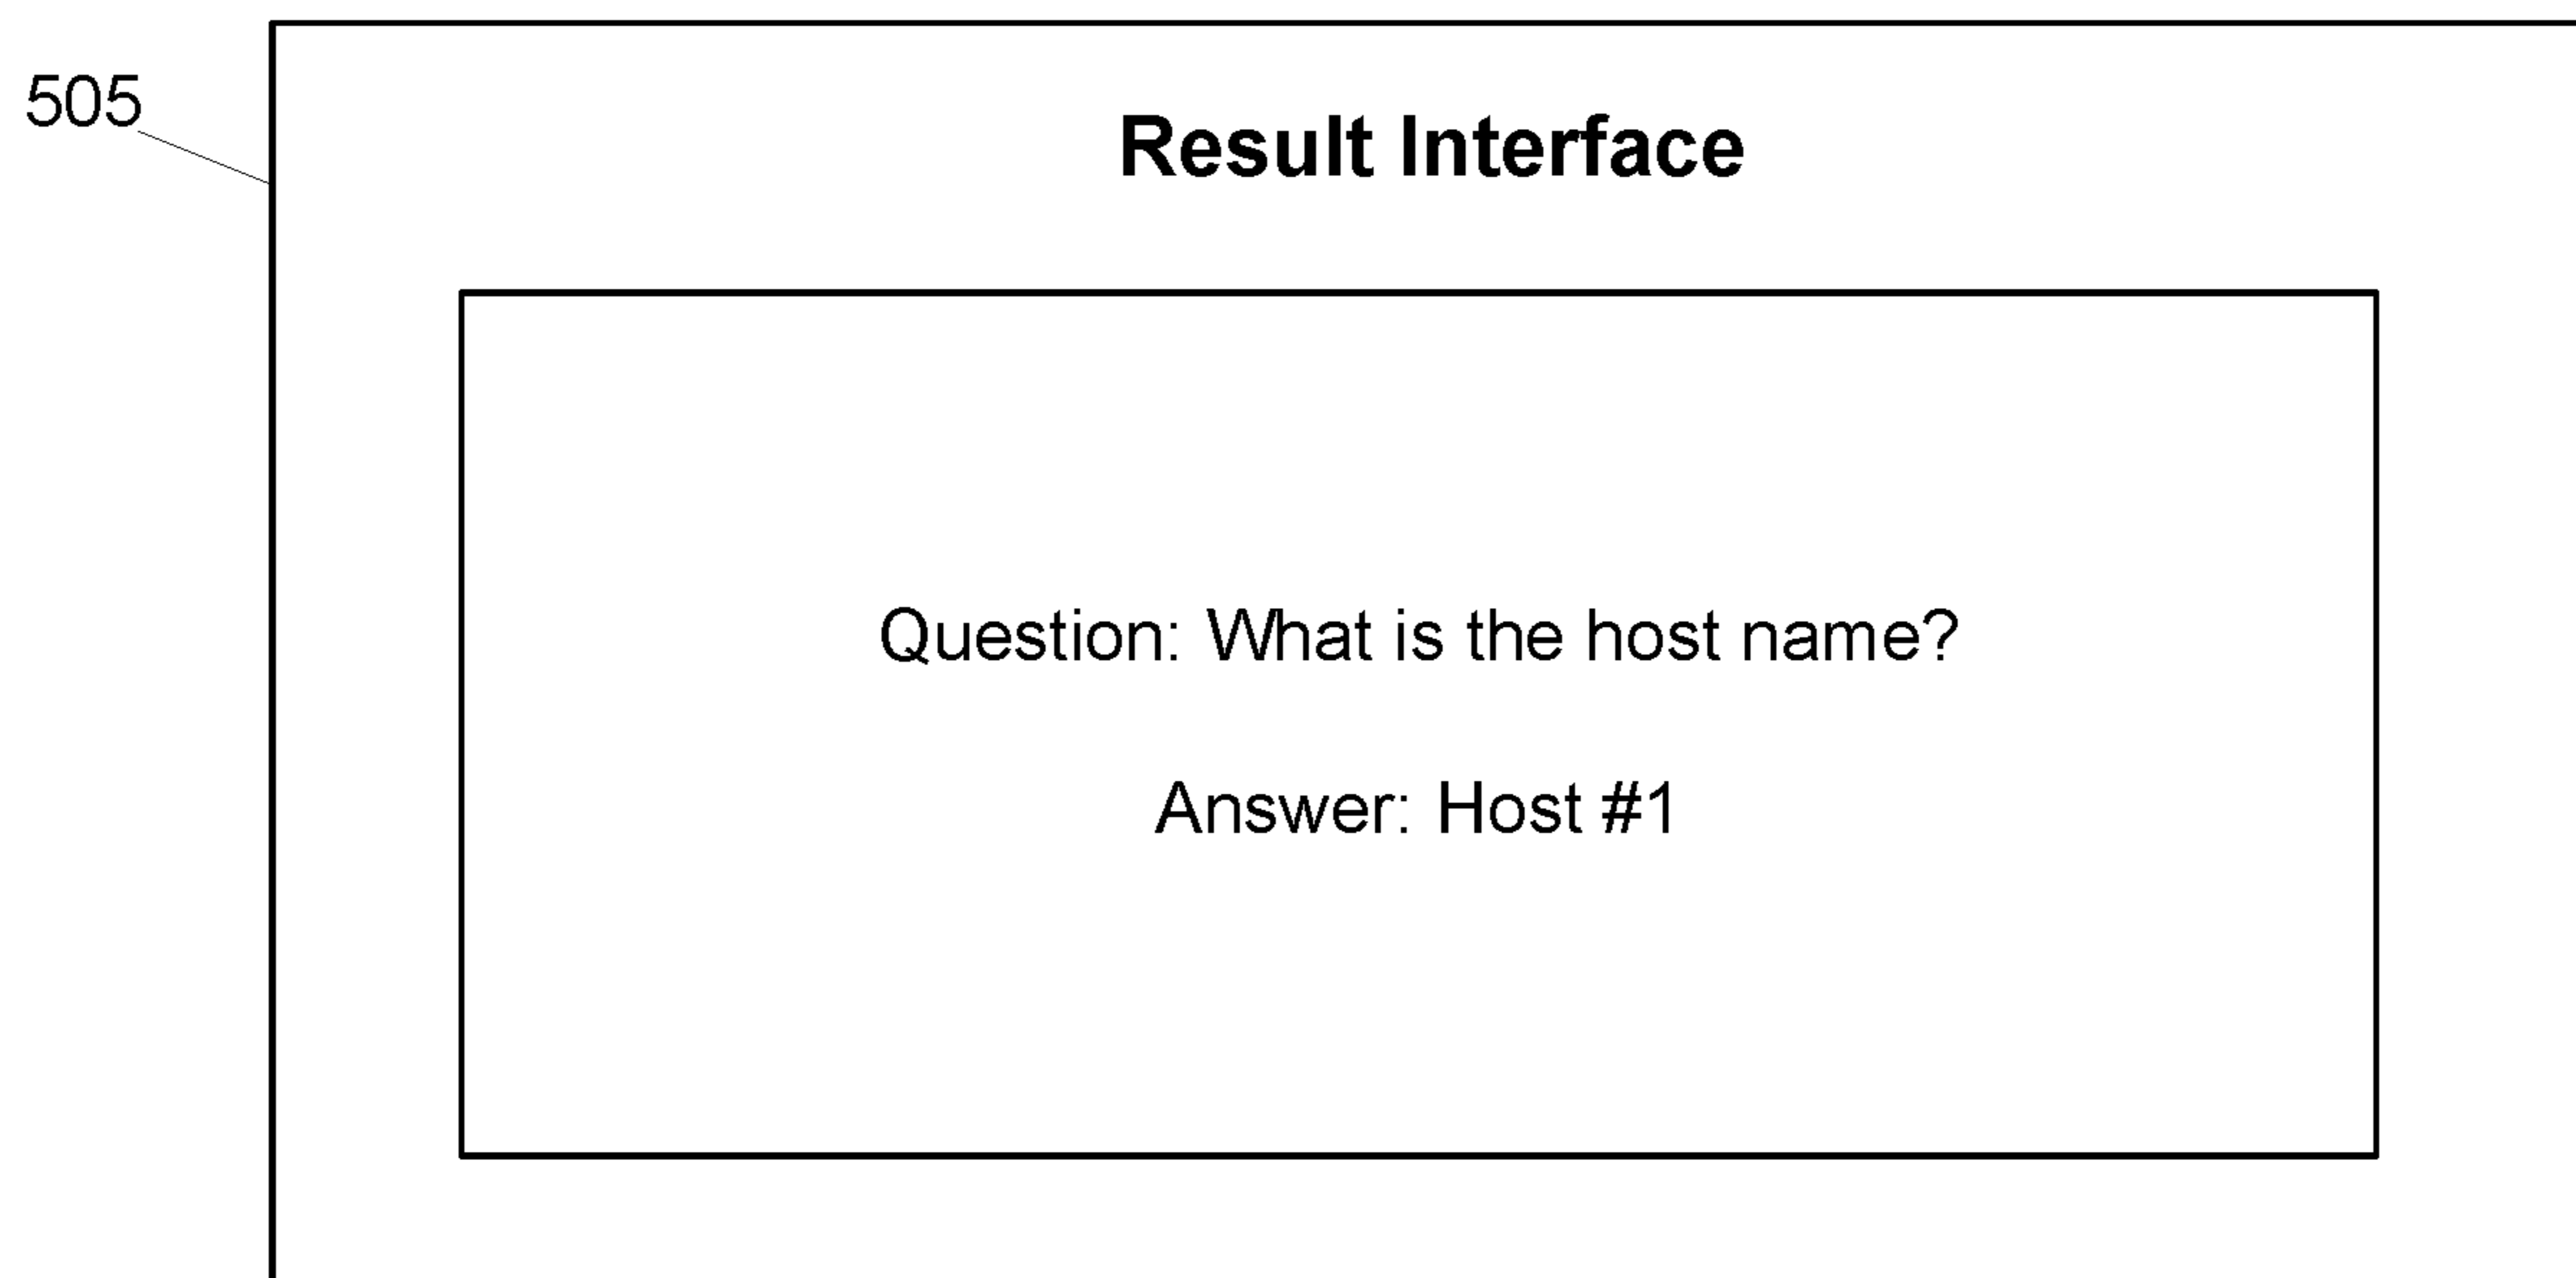 505
Result Interface
Question: What is the host name?
Answer: Host #1